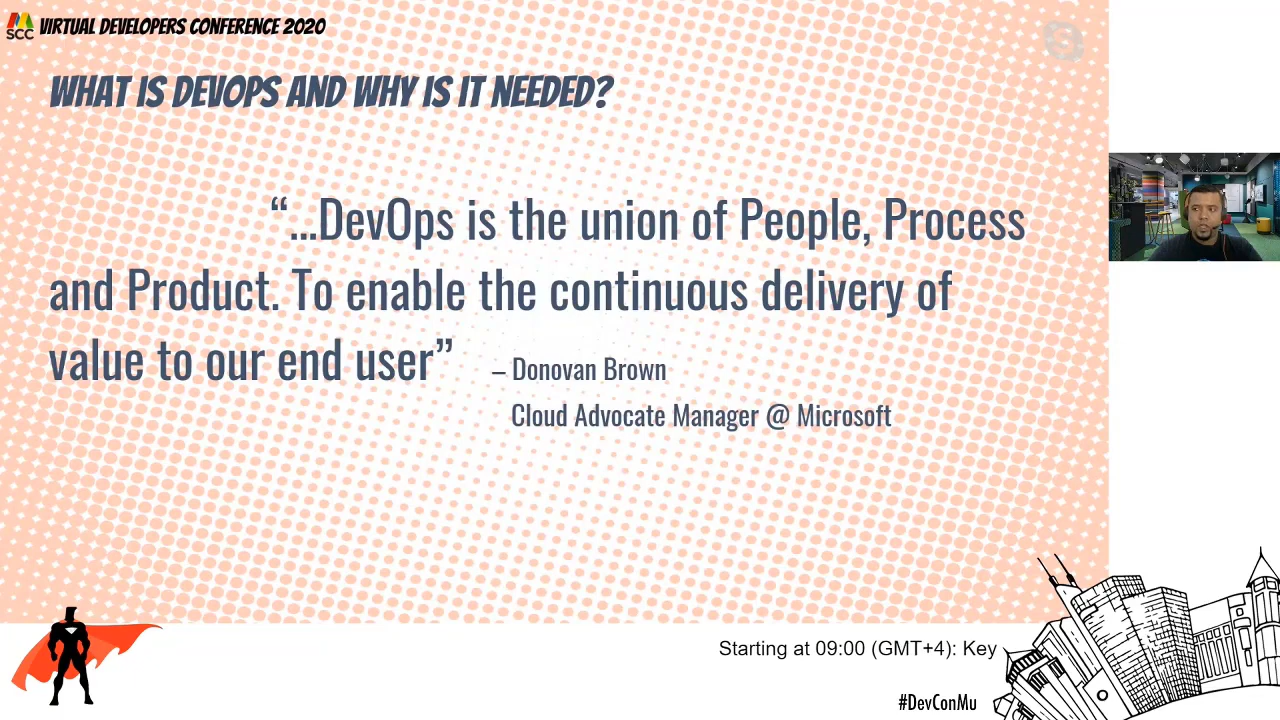 MSCC VIRTUAL DEVELOPERS CONFERENCE 2020
WHAT IS DEVOPS AND WHY IS IT NEEDED?
“...DevOps is the union of People, Process
and Product. To enable the continuous delivery of
value to our end user”
– Donovan Brown
Cloud Advocate Manager @ Microsoft
Starting at 09:00 (GMT+4): Key
#DevConMu